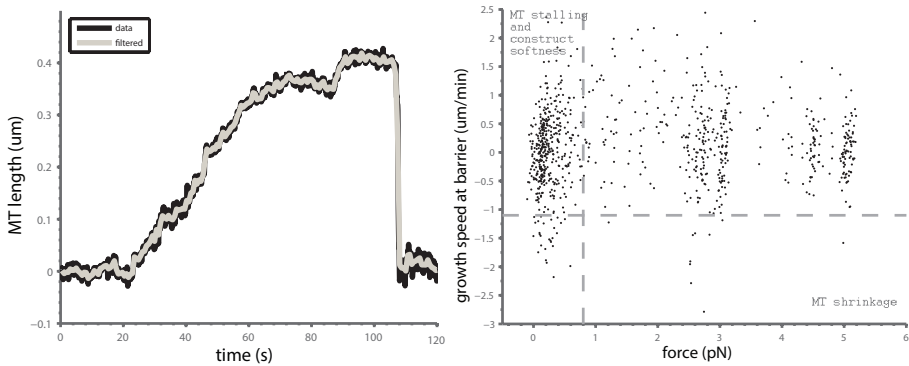 data
filtered
0.4
0.3
0.2
0.1
0
−0.1
0
20
40
60
80
100
120
MT length (um)
time (s)
MT stalling
and
construct
softness
2.5
2
1.5
1
0.5
0
−0.5
−1
−1.5
−2
−2.5
−3
0
1
2
3
4
5
6
growth speed at barrier (um/min)
force (pN)
MT shrinkage